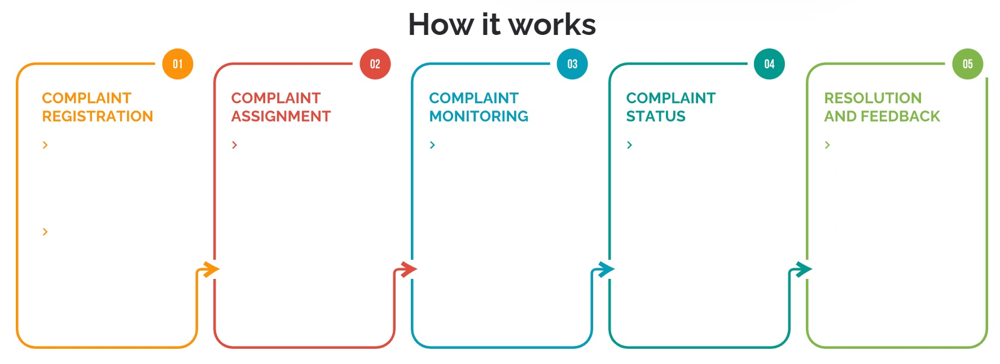 How it works
01
COMPLAINT
REGISTRATION
02
COMPLAINT
ASSIGNMENT
03
COMPLAINT
MONITORING
04
COMPLAINT
STATUS
05
RESOLUTION
AND FEEDBACK